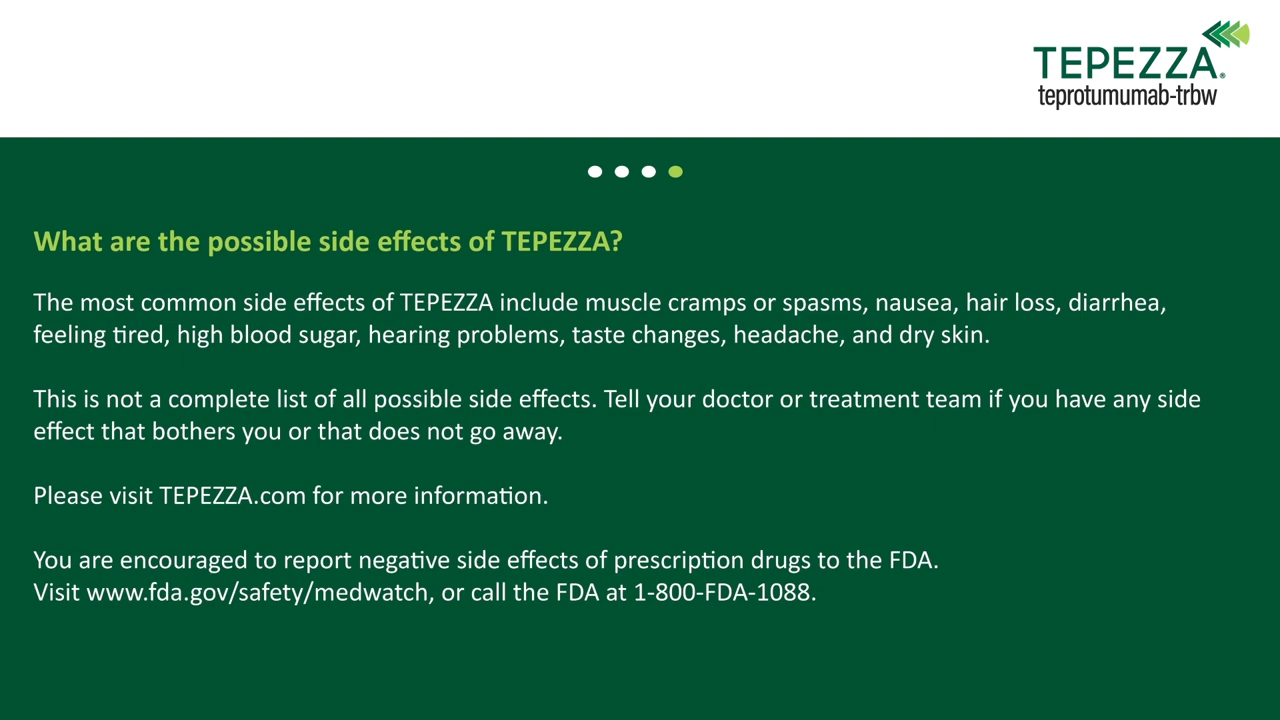 TEPEZZA®
teprotumumab-trbw
What are the possible side effects of TEPEZZA?
The most common side effects of TEPEZZA include muscle cramps or spasms, nausea, hair loss, diarrhea,
feeling tired, high blood sugar, hearing problems, taste changes, headache, and dry skin.
This is not a complete list of all possible side effects. Tell your doctor or treatment team if you have any side
effect that bothers you or that does not go away.
Please visit TEPEZZA.com for more information.
You are encouraged to report negative side effects of prescription drugs to the FDA.
Visit www.fda.gov/safety/medwatch, or call the FDA at 1-800-FDA-1088.